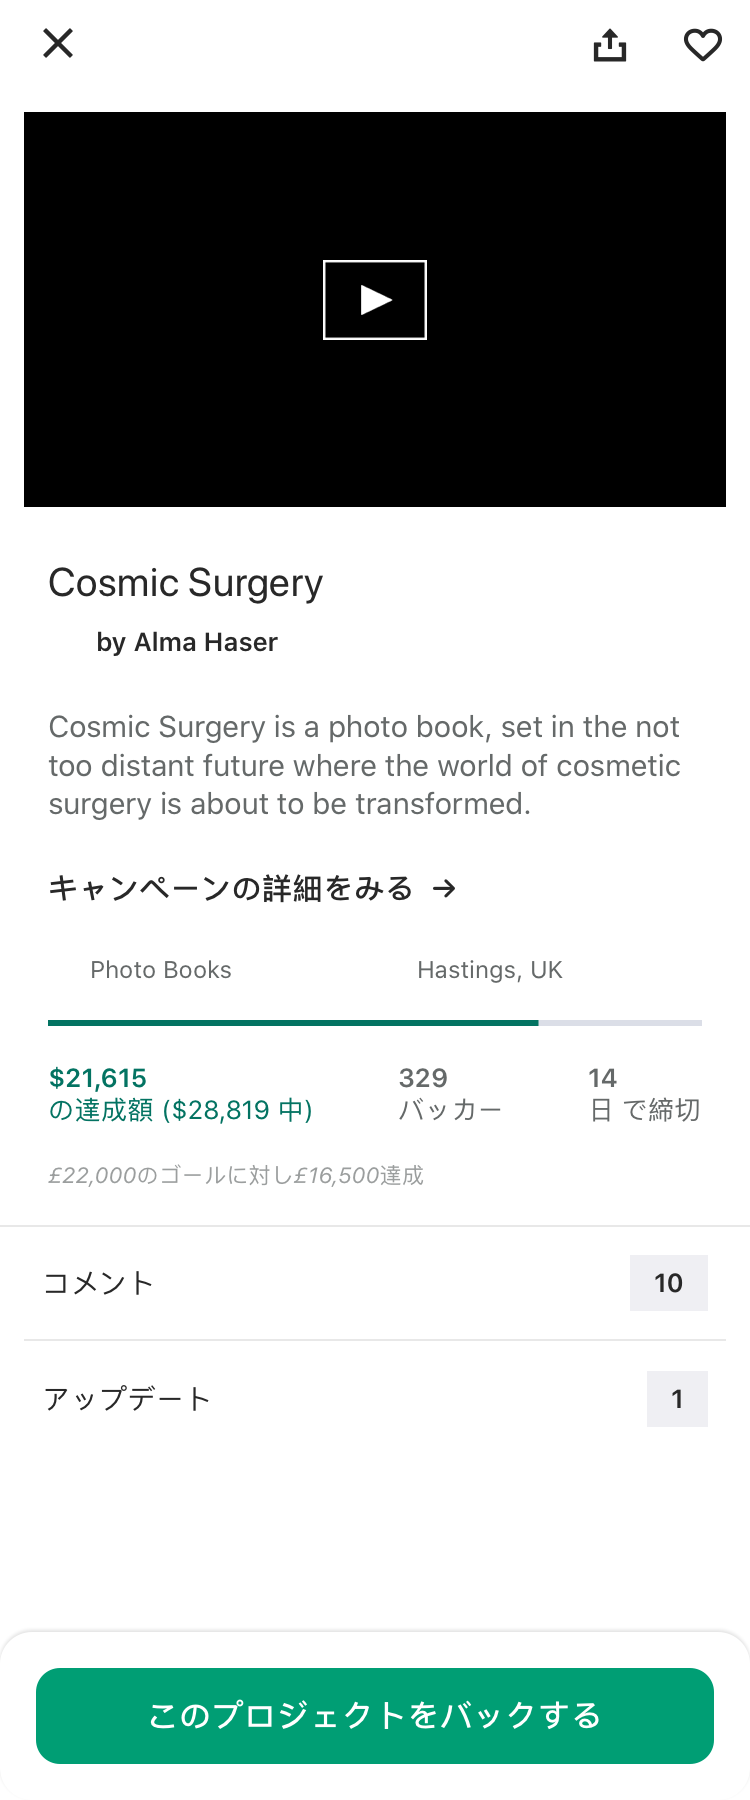 Cosmic Surgery
by Alma Haser
Cosmic Surgery is a photo book, set in the not
too distant future where the world of cosmetic
surgery is about to be transformed.
キャンペーンの詳細をみる →
Photo Books
Hastings, UK
$21,615
の達成額 ($28,819 中)
329
バッカー
14
日 で締切
£22,000のゴールに対し£16,500達成
コメント
10
アップデート
1
このプロジェクトをバックする